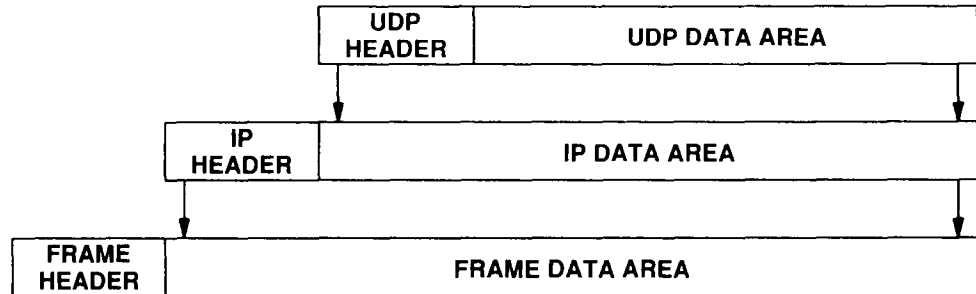 UDP
HEADER
UDP DATA AREA
IP
HEADER
IP DATA AREA
FRAME
HEADER
FRAME DATA AREA